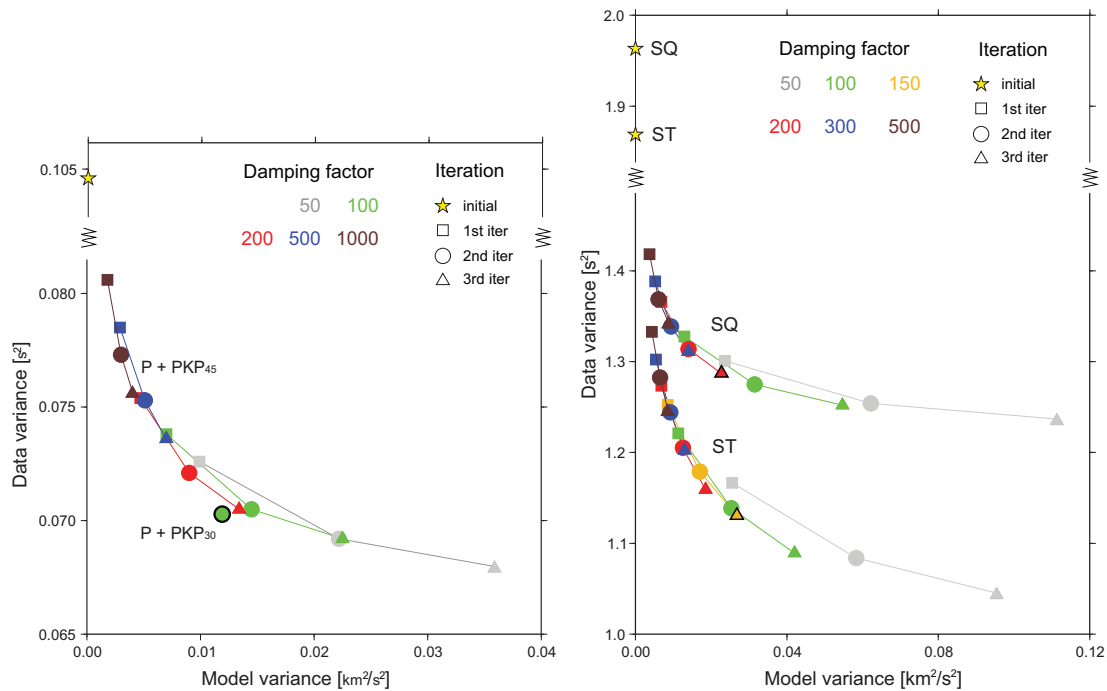 0.105
0.080
0.075
0.070
0.065
Data variance [s²]
0.00 0.01 0.02 0.03 0.04
Model variance [km²/s²]
Damping factor
50 100
200 500 1000
Iteration
initial
1st iter
2nd iter
3rd iter
P + PKP₄₅
P + PKP₃₀
2.0
1.9
1.4
1.3
1.2
1.1
1.0
Data variance [s²]
0.00 0.04 0.08 0.12
Model variance [km²/s²]
SQ
ST
Damping factor
50 100 150
200 300 500
Iteration
initial
1st iter
2nd iter
3rd iter
SQ
ST